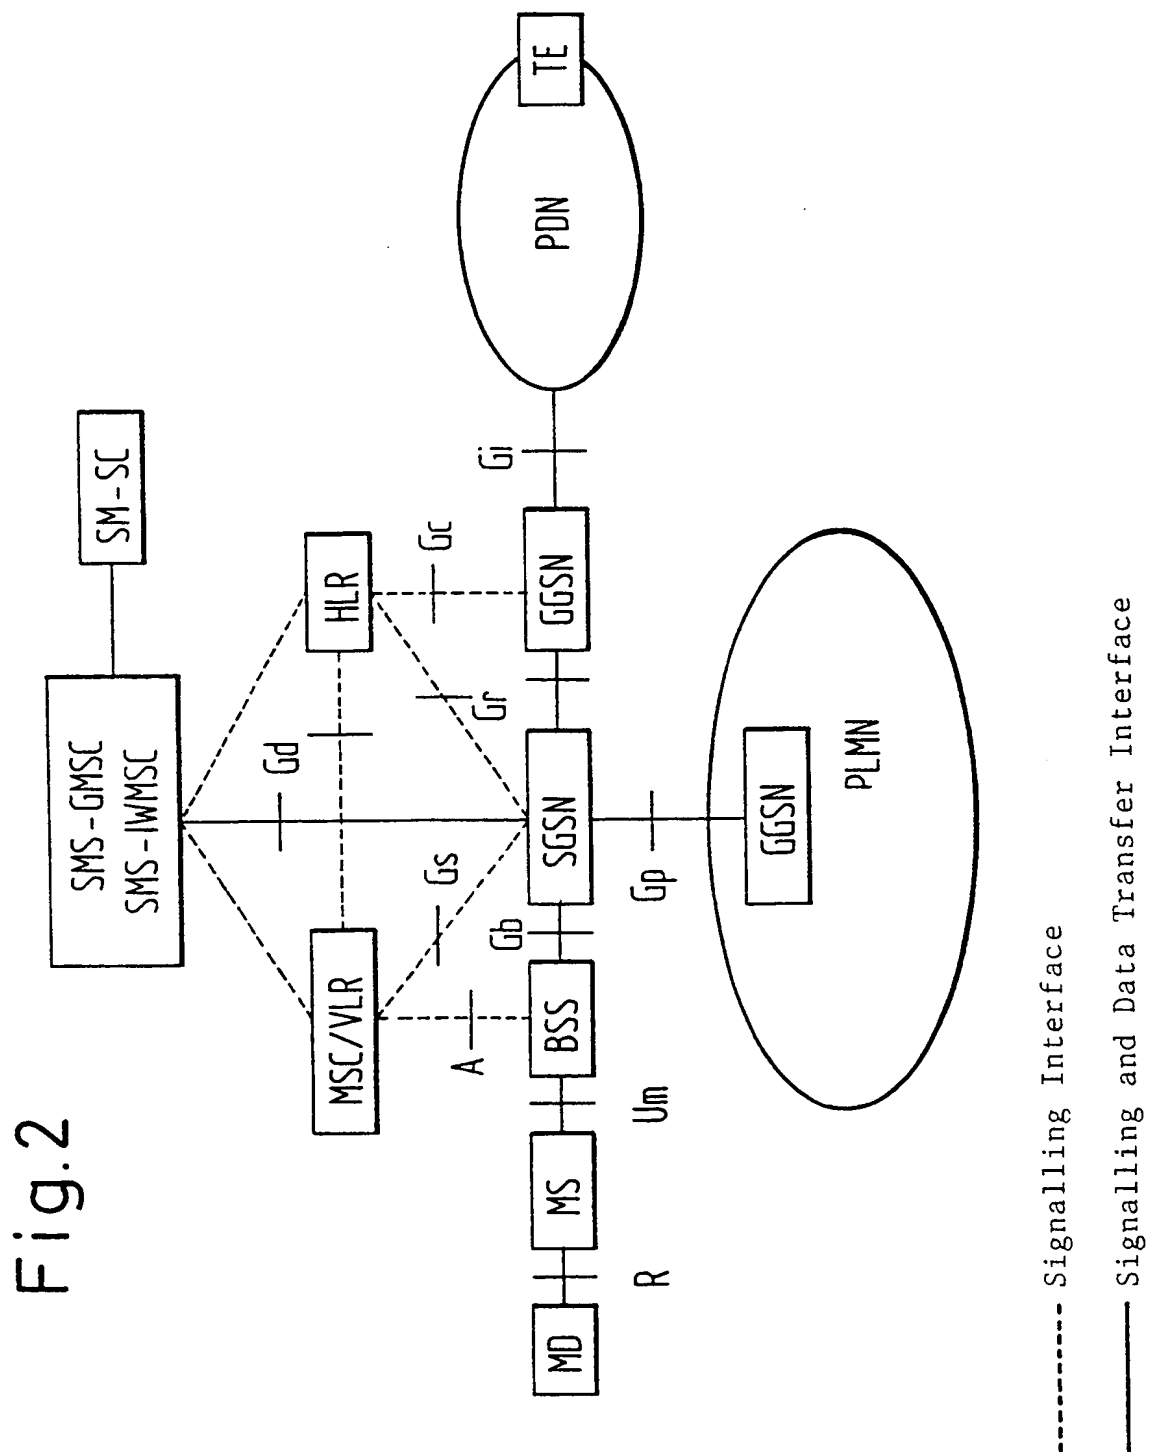 Fig.2
SMS-GMSC
SMS-IWMSC
SM-SC
Gd
MSC/VLR
HLR
A
Gs
Gr
Gc
Gb
Gi
MD
MS
BSS
SGSN
GGSN
PDN
TE
R
Um
Gp
GGSN
PLMN
Signalling Interface
Signalling and Data Transfer Interface